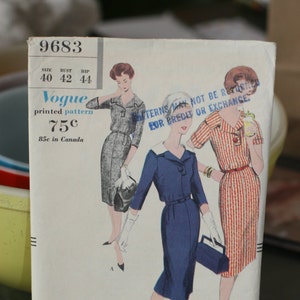 9683
SIZE BUST HIP
40 42 44
Vogue
printed pattern
75¢
85c in Canada
PATTERNS MAY NOT BE RETURNED
FOR CREDIT OR EXCHANGE
A